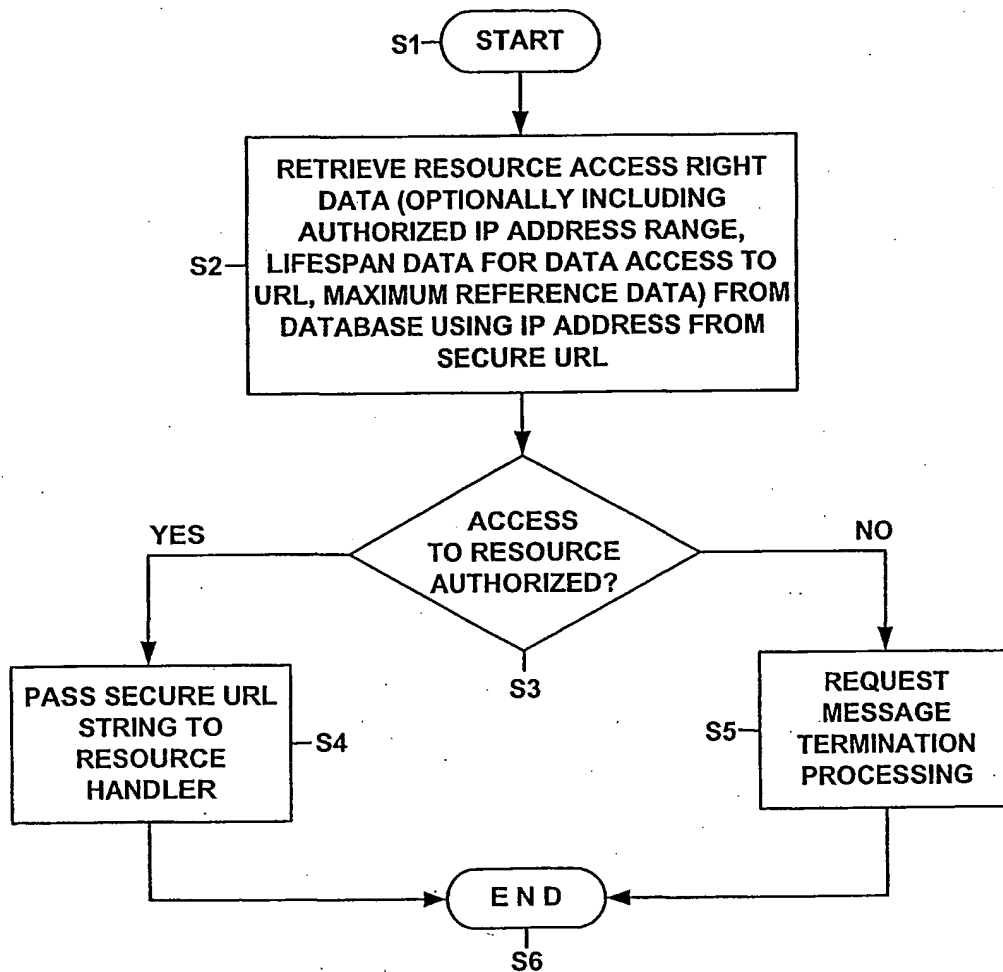 S1
START
RETRIEVE RESOURCE ACCESS RIGHT
DATA (OPTIONALLY INCLUDING
AUTHORIZED IP ADDRESS RANGE,
LIFESPAN DATA FOR DATA ACCESS TO
URL, MAXIMUM REFERENCE DATA) FROM
DATABASE USING IP ADDRESS FROM
SECURE URL
S2
YES
ACCESS
TO RESOURCE
AUTHORIZED?
NO
S3
PASS SECURE URL
STRING TO
RESOURCE
HANDLER
S4
S5
REQUEST
MESSAGE
TERMINATION
PROCESSING
E N D
S6